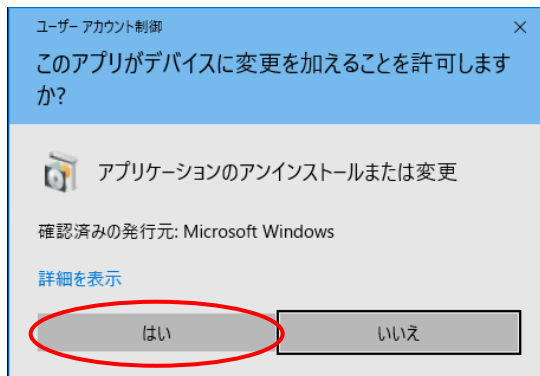 ユーザー アカウント制御
このアプリがデバイスに変更を加えることを許可します
か?
アプリケーションのアンインストールまたは変更
確認済みの発行元: Microsoft Windows
詳細を表示
はい
いいえ